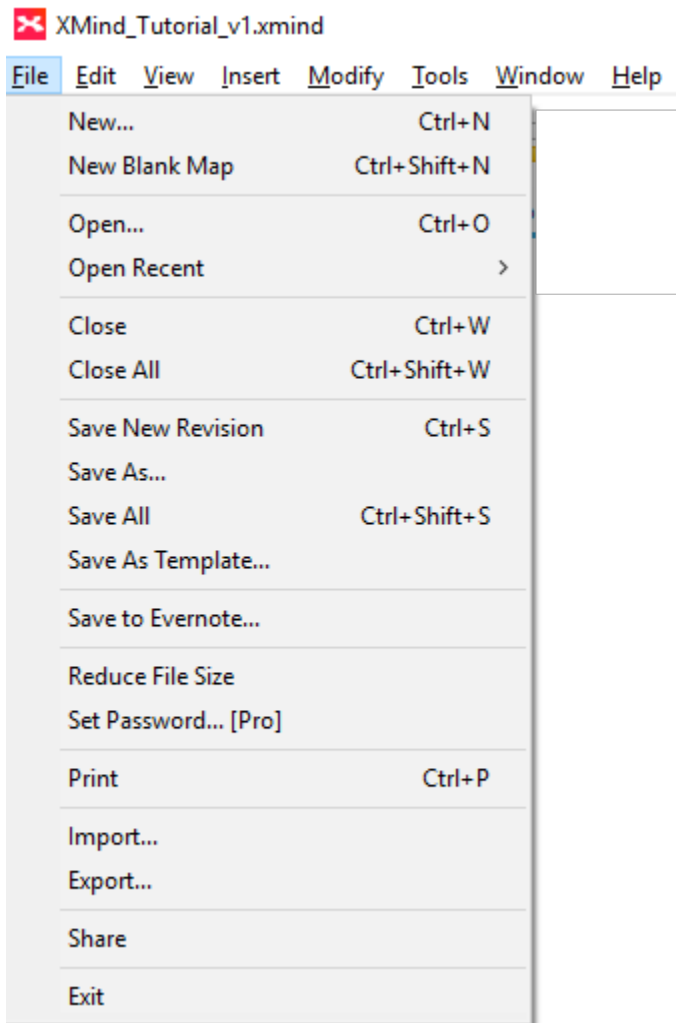 XMind_Tutorial_v1.xmind
File Edit View Insert Modify Tools Window Help
New... Ctrl+N
New Blank Map Ctrl+Shift+N
Open... Ctrl+O
Open Recent >
Close Ctrl+W
Close All Ctrl+Shift+W
Save New Revision Ctrl+S
Save As...
Save All Ctrl+Shift+S
Save As Template...
Save to Evernote...
Reduce File Size
Set Password... [Pro]
Print Ctrl+P
Import...
Export...
Share
Exit